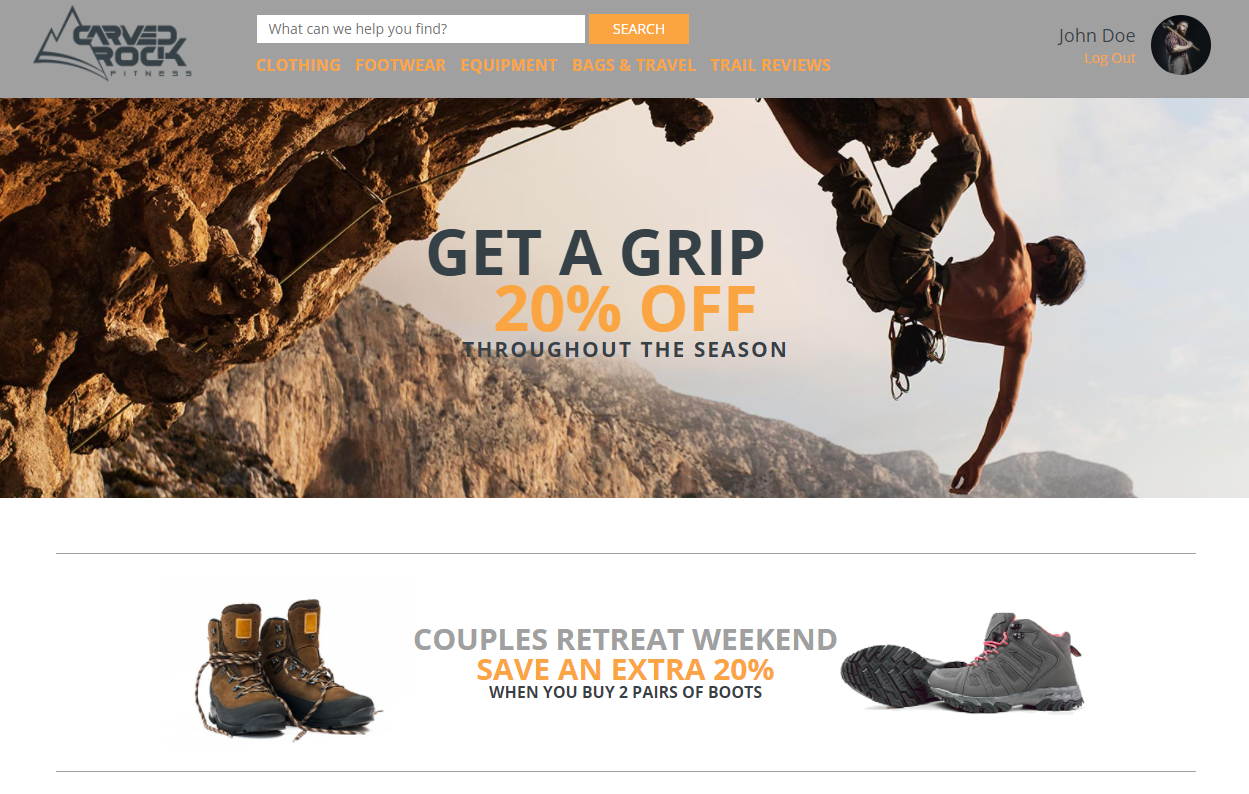 CARVED
ROCK
FITNESS
What can we help you find?
SEARCH
CLOTHING FOOTWEAR EQUIPMENT BAGS & TRAVEL TRAIL REVIEWS
John Doe
Log Out
GET A GRIP
20% OFF
THROUGHOUT THE SEASON
COUPLES RETREAT WEEKEND
SAVE AN EXTRA 20%
WHEN YOU BUY 2 PAIRS OF BOOTS